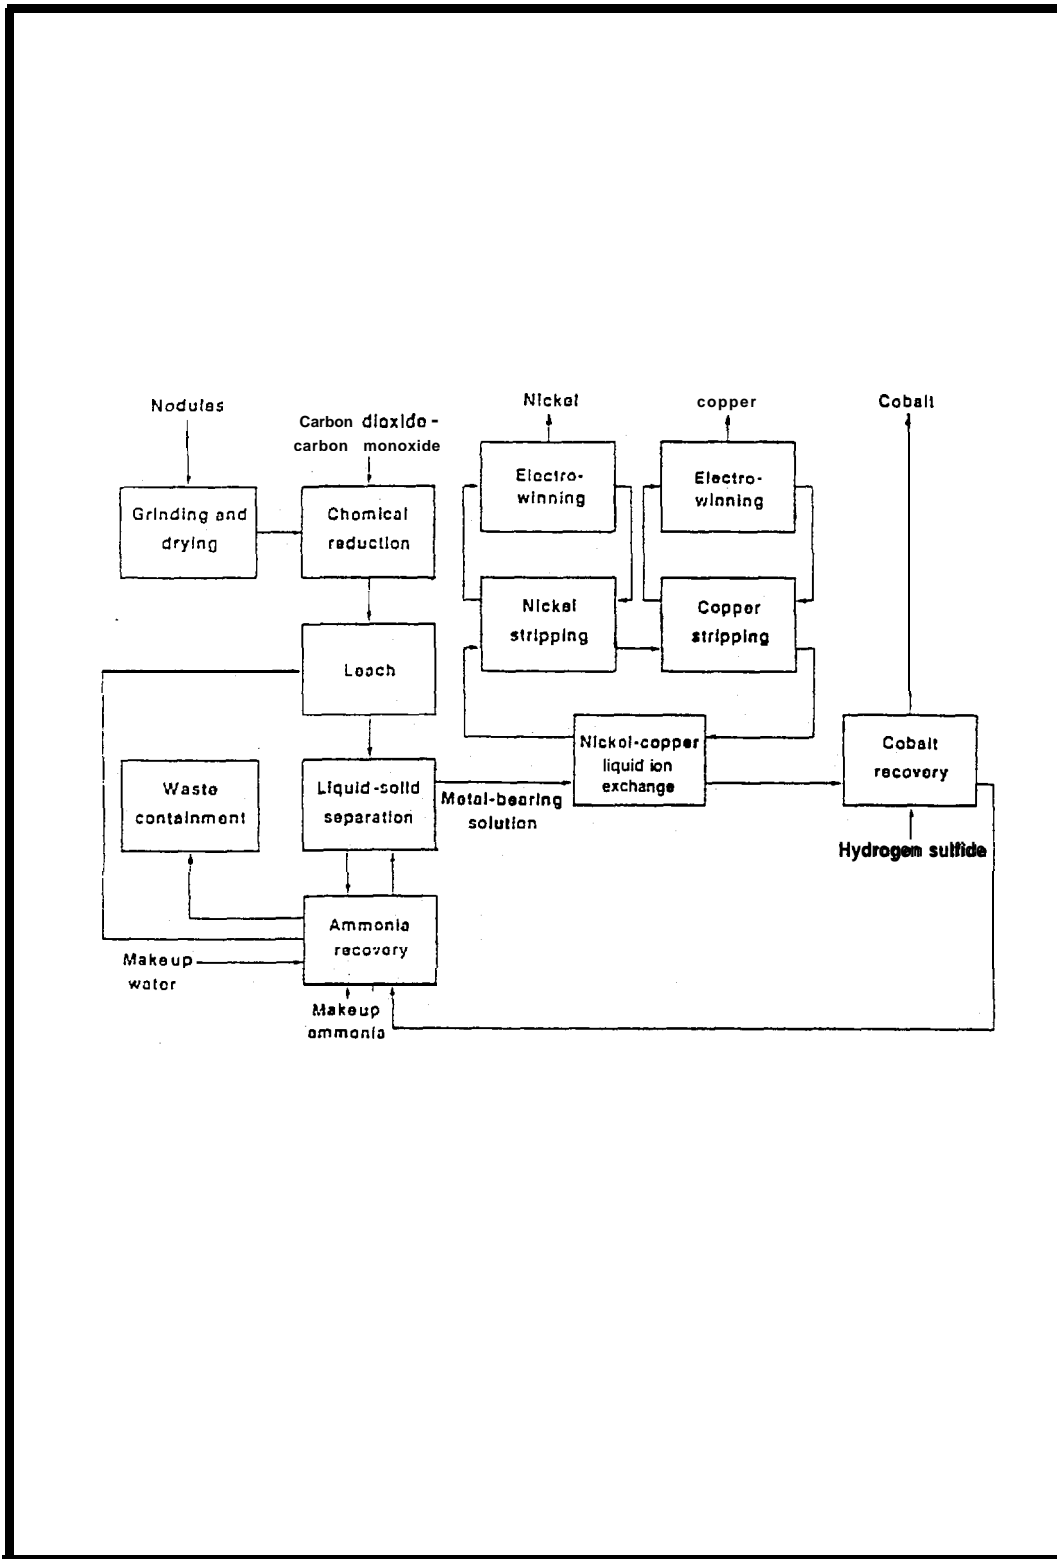 Nodules
Carbon dioxide -
carbon monoxide
Nickel
copper
Cobalt
Grinding and
drying
Chemical
reduction
Electro-
winning
Electro-
winning
Leach
Nickel
stripping
Copper
stripping
Waste
containment
Liquid-solid
separation
Metal-bearing
solution
Nickel-copper
liquid ion
exchange
Cobalt
recovery
Hydrogem sulfide
Ammonia
recovery
Makeup
water
Makeup
ammonia